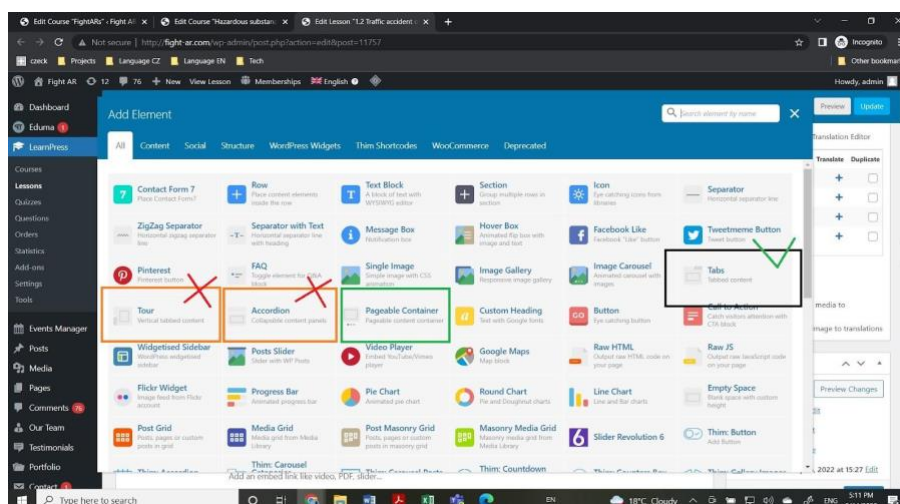 Edit Course "FightARs" ‹ Fight AR
Edit Course "Hazardous substan
Edit Lesson "1.2 Traffic accident
Not secure | http://fight-ar.com/wp-admin/post.php?action=edit&post=11757
Incognito
czeck
Projects
Language CZ
Language EN
Tech
Other bookmar
Fight AR
12
76
New
View Lesson
Memberships
English
Howdy, admin
Dashboard
Eduma 1
LearnPress
Courses
Lessons
Quizzes
Questions
Orders
Statistics
Add-ons
Settings
Tools
Events Manager
Posts
Media
Pages
Comments 76
Our Team
Testimonials
Portfolio
Contact 1
Add Element
Search element by name
Preview
Update
All
Content
Social
Structure
WordPress Widgets
Thim Shortcodes
WooCommerce
Deprecated
Translation Editor
Translate
Duplicate
Contact Form 7
Place Contact Form7
Row
Place content elements inside the row
Text Block
A block of text with WYSIWYG editor
Section
Group multiple rows in section
Icon
Eye catching icons from libraries
Separator
Horizontal separator line
ZigZag Separator
Horizontal zigzag separator line
Separator with Text
Horizontal separator line with heading
Message Box
Notification box
Hover Box
Animated flip box with image and text
Facebook Like
Facebook "Like" button
Tweetmeme Button
Tweet button
Pinterest
Pinterest button
FAQ
Toggle element for Q&A block
Single Image
Simple image with CSS animation
Image Gallery
Responsive image gallery
Image Carousel
Animated carousel with images
Tabs
Tabbed content
Tour
Vertical tabbed content
Accordion
Collapsible content panels
Pageable Container
Pageable content container
Custom Heading
Text with Google fonts
Button
Eye catching button
Call to Action
Catch visitors attention with CTA block
media to
image to translations
Widgetised Sidebar
WordPress widgetised sidebar
Posts Slider
Slider with WP Posts
Video Player
Embed YouTube/Vimeo player
Google Maps
Map block
Raw HTML
Output raw HTML code on your page
Raw JS
Output raw JavaScript code on your page
Flickr Widget
Image feed from Flickr account
Progress Bar
Animated progress bar
Pie Chart
Animated pie chart
Round Chart
Pie and Doughnut charts
Line Chart
Line and Bar charts
Empty Space
Blank space with custom height
Preview Changes
Post Grid
Posts, pages or custom posts in grid
Media Grid
Media grid from Media Library
Post Masonry Grid
Posts, pages or custom posts in masonry grid
Masonry Media Grid
Masonry media grid from Media Library
Slider Revolution 6
Thim: Button
Add Button
2022 at 15:27 Edit
Thim: Carousel
Thim: Countdown
Add an embed link like video, PDF, slider...
Type here to search
EN
18°C Cloudy
ENG
5:11 PM